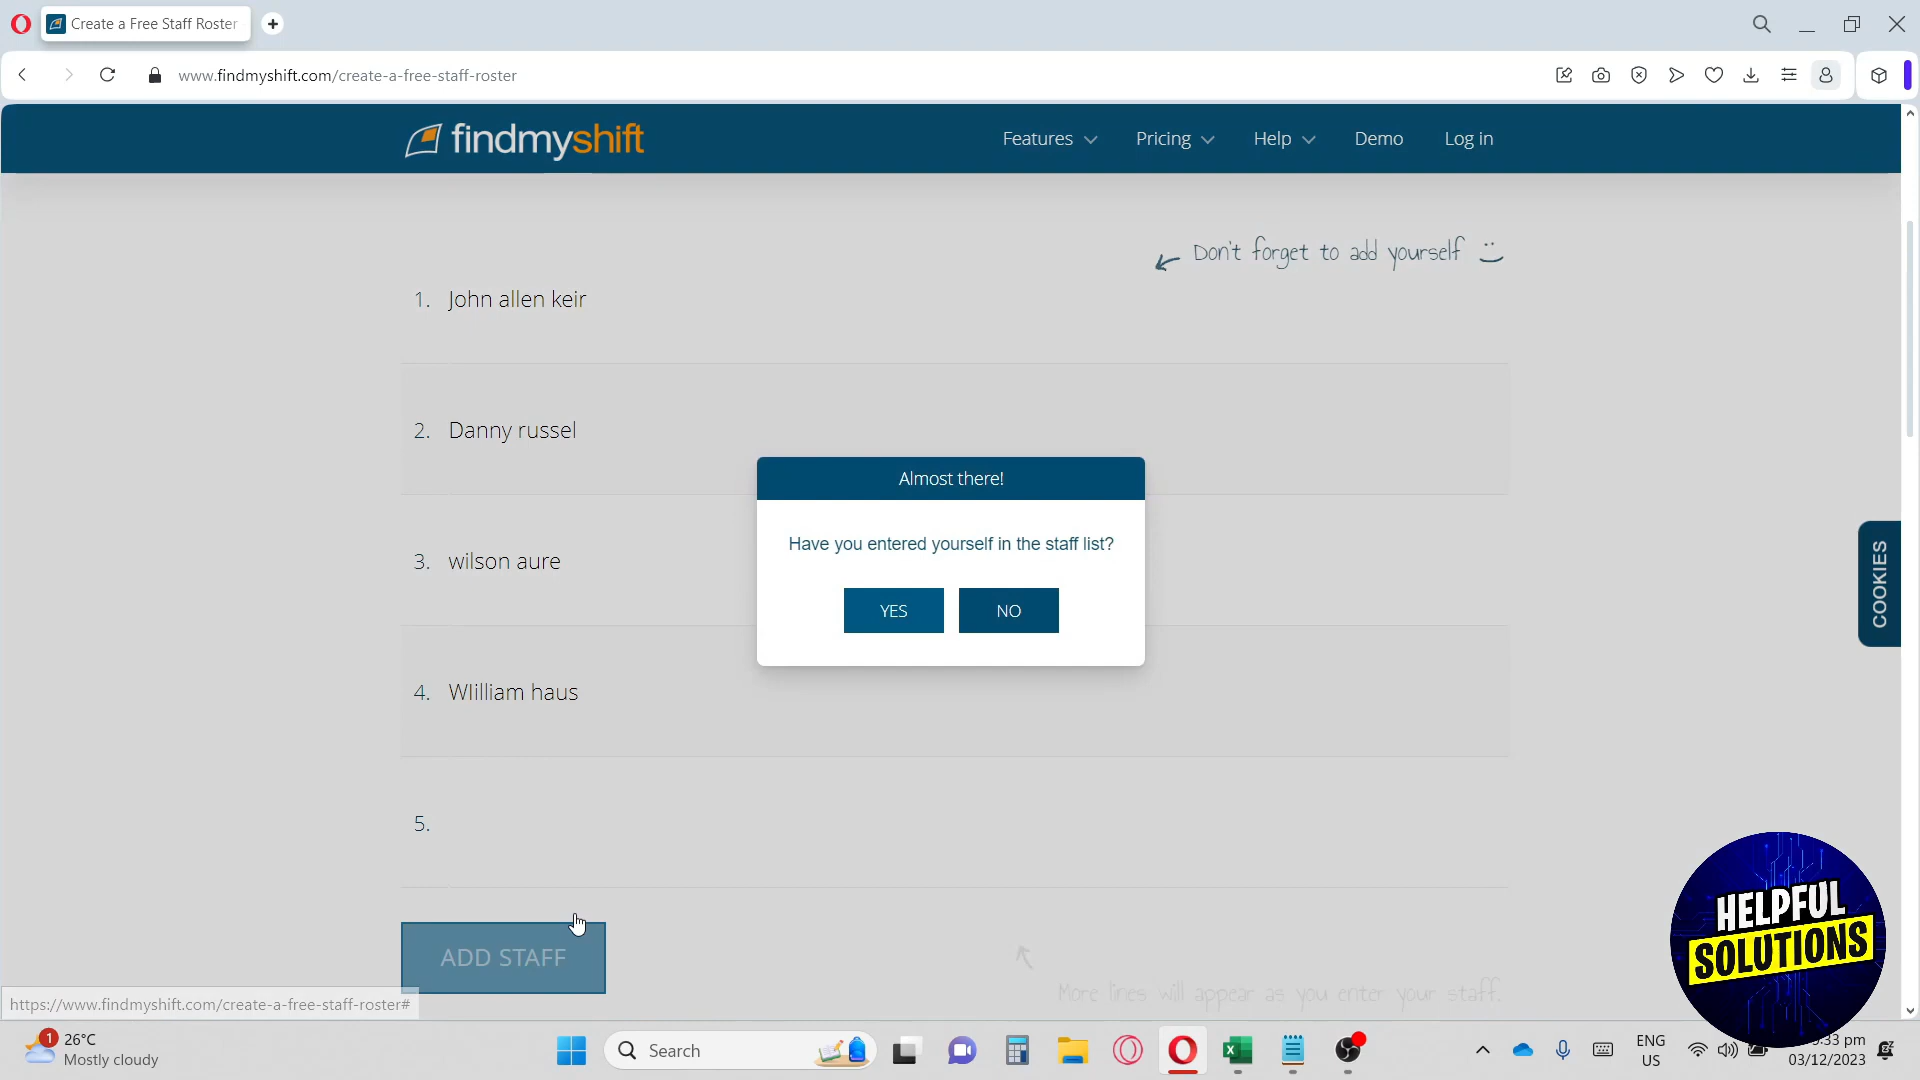 Create a Free Staff Roster
www.findmyshift.com/create-a-free-staff-roster
findmyshift
Features
Pricing
Help
Demo
Log in
Don't forget to add yourself
1. John allen keir
2. Danny russel
Almost there!
Have you entered yourself in the staff list?
YES
NO
3. wilson aure
4. WIilliam haus
5.
COOKIES
ADD STAFF
More lines will appear as you enter your staff.
https://www.findmyshift.com/create-a-free-staff-roster#
HELPFUL
SOLUTIONS
1
26°C
Mostly cloudy
Search
ENG
US
:33 pm
03/12/2023